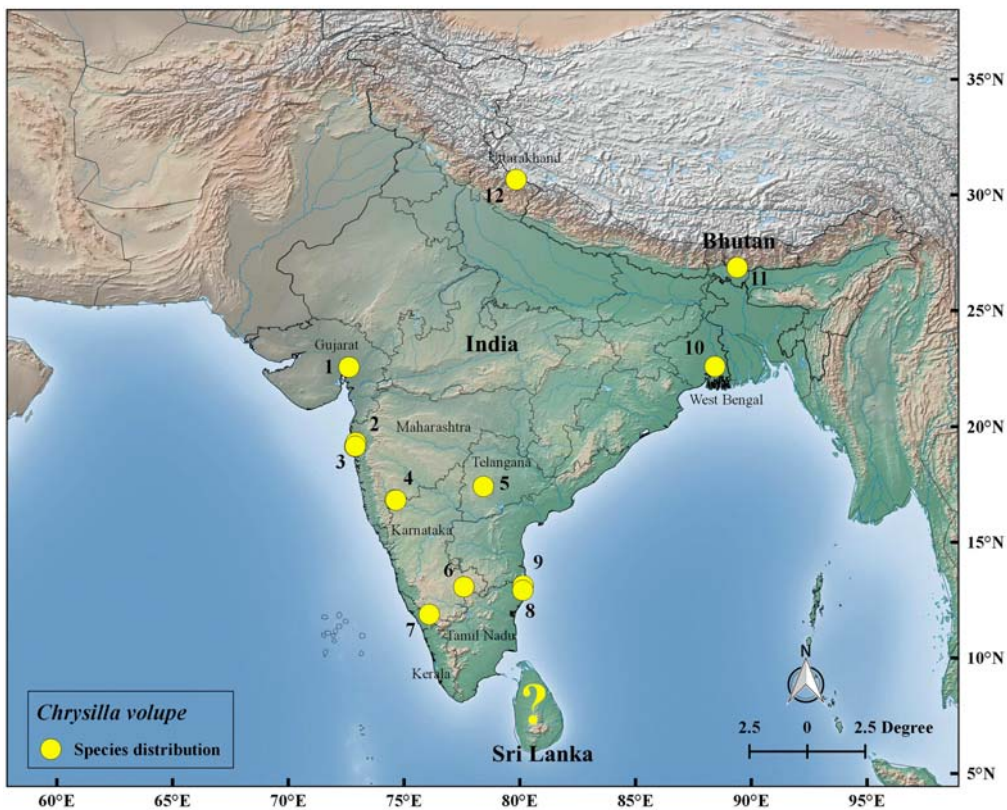 35°N
Uttarakhand
12
30°N
Bhutan
11
25°N
India
Gujarat
1
10
West Bengal
20°N
2
Maharashtra
3
Telangana
4
5
Karnataka
15°N
9
6
8
7
Tamil Nadu
10°N
Kerala
N
?
Chrysilla volupe
Species distribution
2.5 0 2.5 Degree
Sri Lanka
5°N
60°E 65°E 70°E 75°E 80°E 85°E 90°E 95°E